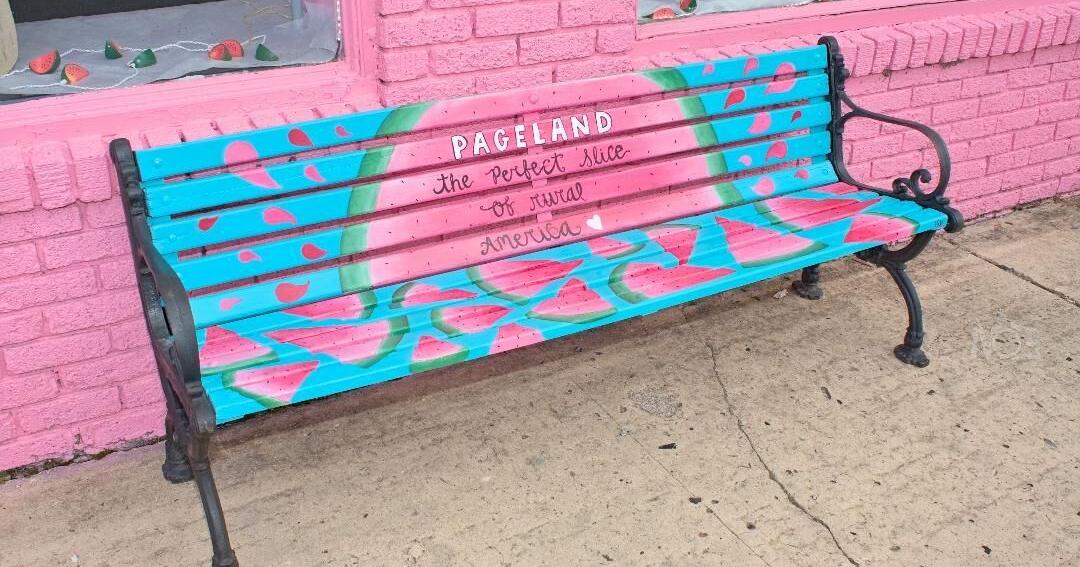 PAGELAND
the Perfect Slice
of rural
America